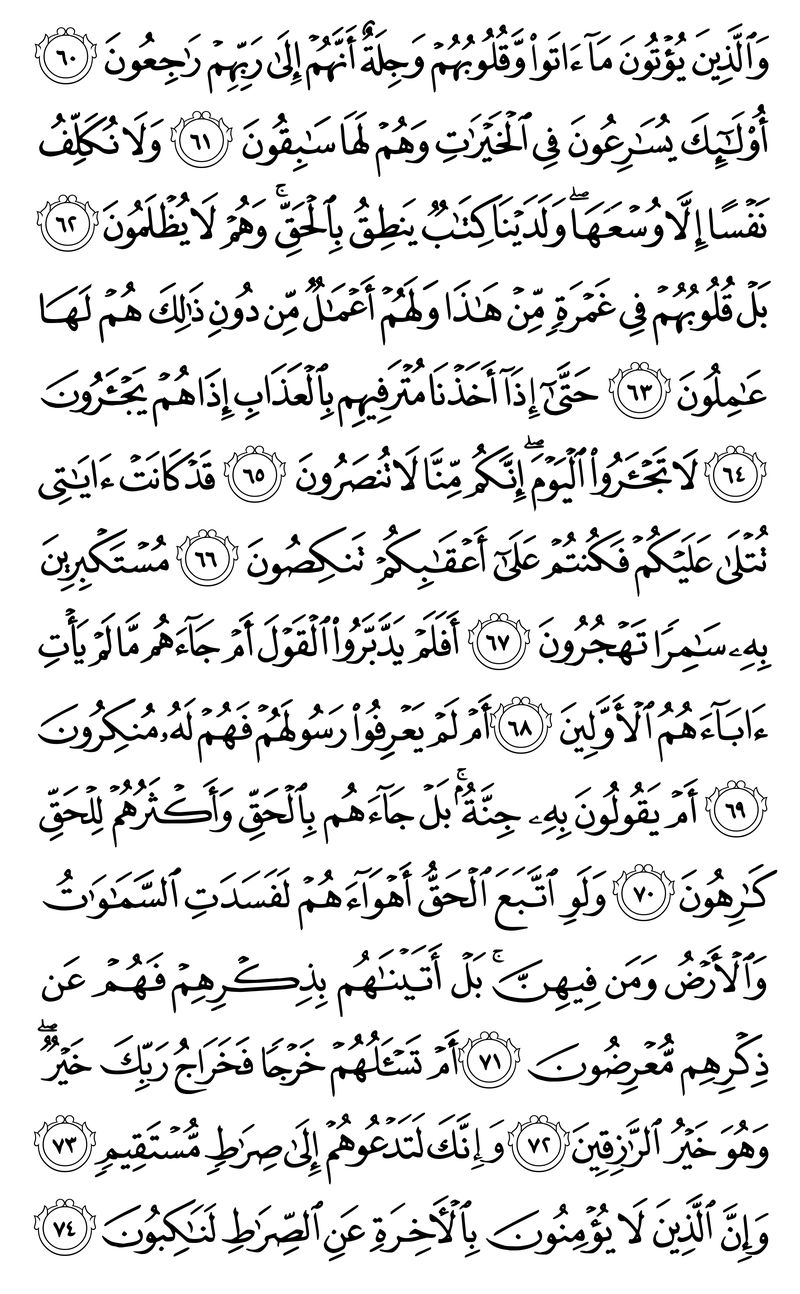 وَٱلَّذِينَ يُؤۡتُونَ مَآ ءَاتَواْ وَّقُلُوبُهُمۡ وَجِلَةٌ أَنَّهُمۡ إِلَىٰ رَبِّهِمۡ رَٰجِعُونَ ٦٠
أُوْلَـٰٓئِكَ يُسَٰرِعُونَ فِي ٱلۡخَيۡرَٰتِ وَهُمۡ لَهَا سَٰبِقُونَ ٦١ وَلَا نُكَلِّفُ
نَفۡسًا إِلَّا وُسۡعَهَاۖ وَلَدَيۡنَا كِتَٰبٞ يَنطِقُ بِٱلۡحَقِّۚ وَهُمۡ لَا يُظۡلَمُونَ ٦٢
بَلۡ قُلُوبُهُمۡ فِي غَمۡرَةٖ مِّنۡ هَٰذَا وَلَهُمۡ أَعۡمَٰلٞ مِّن دُونِ ذَٰلِكَ هُمۡ لَهَا
عَٰمِلُونَ ٦٣ حَتَّىٰٓ إِذَآ أَخَذۡنَا مُتۡرَفِيهِم بِٱلۡعَذَابِ إِذَا هُمۡ يَجۡـَٔرُونَ
٦٤ لَا تَجۡـَٔرُواْ ٱلۡيَوۡمَۖ إِنَّكُم مِّنَّا لَا تُنصَرُونَ ٦٥ قَدۡ كَانَتۡ ءَايَٰتِي
تُتۡلَىٰ عَلَيۡكُمۡ فَكُنتُمۡ عَلَىٰٓ أَعۡقَٰبِكُمۡ تَنكِصُونَ ٦٦ مُسۡتَكۡبِرِينَ
بِهِۦ سَٰمِرٗا تَهۡجُرُونَ ٦٧ أَفَلَمۡ يَدَّبَّرُواْ ٱلۡقَوۡلَ أَمۡ جَآءَهُم مَّا لَمۡ يَأۡتِ
ءَابَآءَهُمُ ٱلۡأَوَّلِينَ ٦٨ أَمۡ لَمۡ يَعۡرِفُواْ رَسُولَهُمۡ فَهُمۡ لَهُۥ مُنكِرُونَ
٦٩ أَمۡ يَقُولُونَ بِهِۦ جِنَّةُۢۚ بَلۡ جَآءَهُم بِٱلۡحَقِّ وَأَكۡثَرُهُمۡ لِلۡحَقِّ
كَٰرِهُونَ ٧٠ وَلَوِ ٱتَّبَعَ ٱلۡحَقُّ أَهۡوَآءَهُمۡ لَفَسَدَتِ ٱلسَّمَٰوَٰتُ
وَٱلۡأَرۡضُ وَمَن فِيهِنَّۚ بَلۡ أَتَيۡنَٰهُم بِذِكۡرِهِمۡ فَهُمۡ عَن
ذِكۡرِهِم مُّعۡرِضُونَ ٧١ أَمۡ تَسۡـَٔلُهُمۡ خَرۡجٗا فَخَرَاجُ رَبِّكَ خَيۡرٞۖ
وَهُوَ خَيۡرُ ٱلرَّٰزِقِينَ ٧٢ وَإِنَّكَ لَتَدۡعُوهُمۡ إِلَىٰ صِرَٰطٖ مُّسۡتَقِيمٖ ٧٣
وَإِنَّ ٱلَّذِينَ لَا يُؤۡمِنُونَ بِٱلۡأٓخِرَةِ عَنِ ٱلصِّرَٰطِ لَنَٰكِبُونَ ٧٤